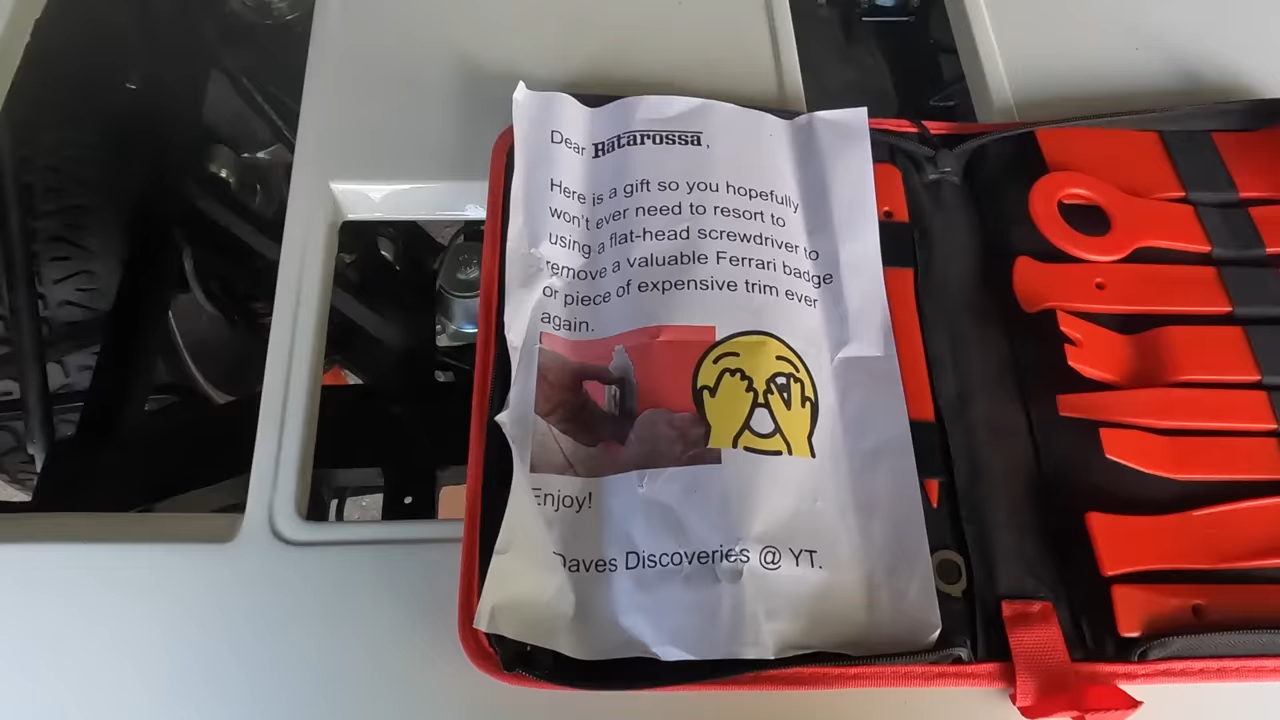 Dear Ratarossa,
Here is a gift so you hopefully
won't ever need to resort to
using a flat-head screwdriver to
remove a valuable Ferrari badge
or piece of expensive trim ever
again.
Enjoy!
Daves Discoveries @ YT.